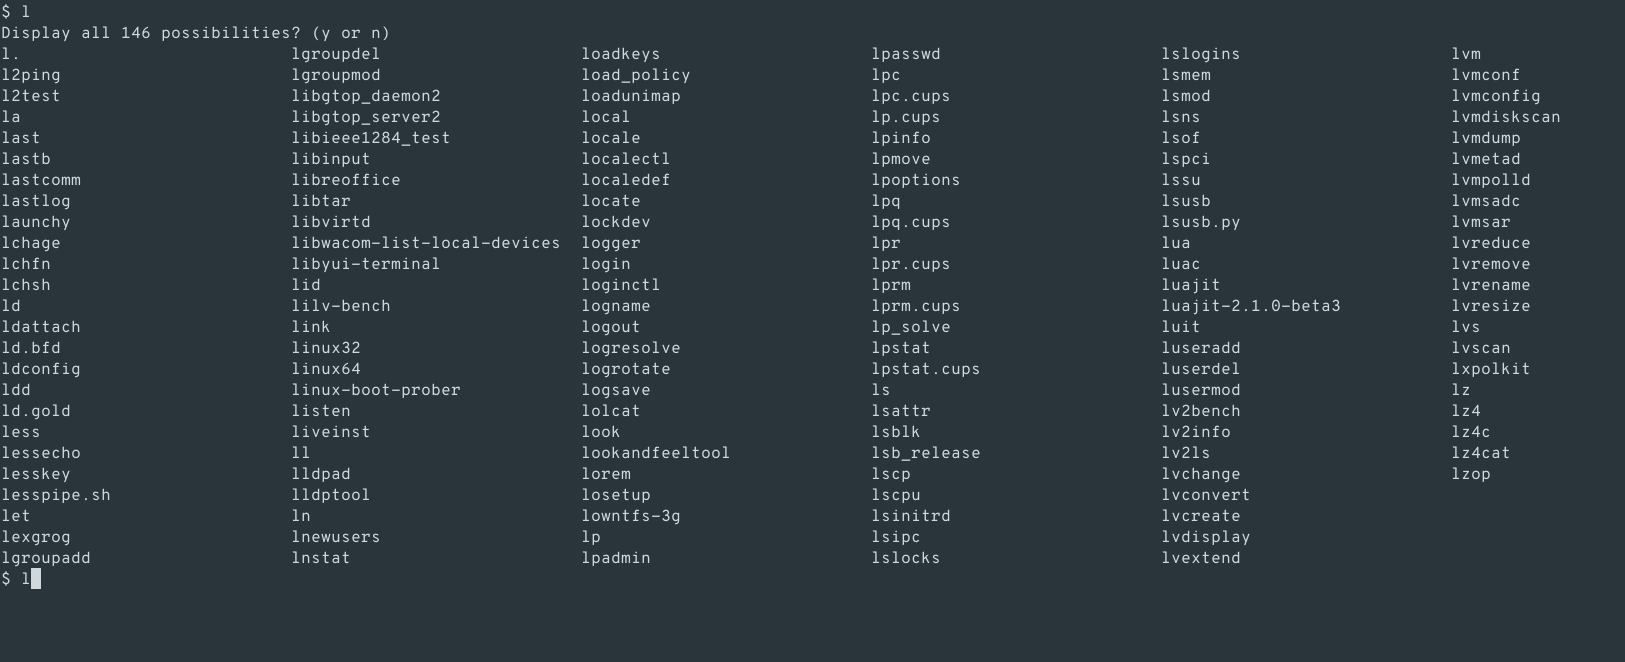 $ l
Display all 146 possibilities? (y or n)
l. lgroupdel loadkeys lpasswd lslogins lvm
l2ping lgroupmod load_policy lpc lsmem lvmconf
l2test libgtop_daemon2 loadunimap lpc.cups lsmod lvmconfig
la libgtop_server2 local lp.cups lsns lvmdiskscan
last libieee1284_test locale lpinfo lsof lvmdump
lastb libinput localectl lpmove lspci lvmetad
lastcomm libreoffice localedef lpoptions lssu lvmpolld
lastlog libtar locate lpq lsusb lvmsadc
launchy libvirtd lockdev lpq.cups lsusb.py lvmsar
lchage libwacom-list-local-devices logger lpr lua lvreduce
lchfn libyui-terminal login lpr.cups luac lvremove
lchsh lid loginctl lprm luajit lvrename
ld lilv-bench logname lprm.cups luajit-2.1.0-beta3 lvresize
ldattach link logout lp_solve luit lvs
ld.bfd linux32 logresolve lpstat luseradd lvscan
ldconfig linux64 logrotate lpstat.cups luserdel lxpolkit
ldd linux-boot-prober logsave ls lusermod lz
ld.gold listen lolcat lsattr lv2bench lz4
less liveinst look lsblk lv2info lz4c
lessecho ll lookandfeeltool lsb_release lv2ls lz4cat
lesskey lldpad lorem lscp lvchange lzop
lesspipe.sh lldptool losetup lscpu lvconvert
let ln lowntfs-3g lsinitrd lvcreate
lexgrog lnewusers lp lsipc lvdisplay
lgroupadd lnstat lpadmin lslocks lvextend
$ l